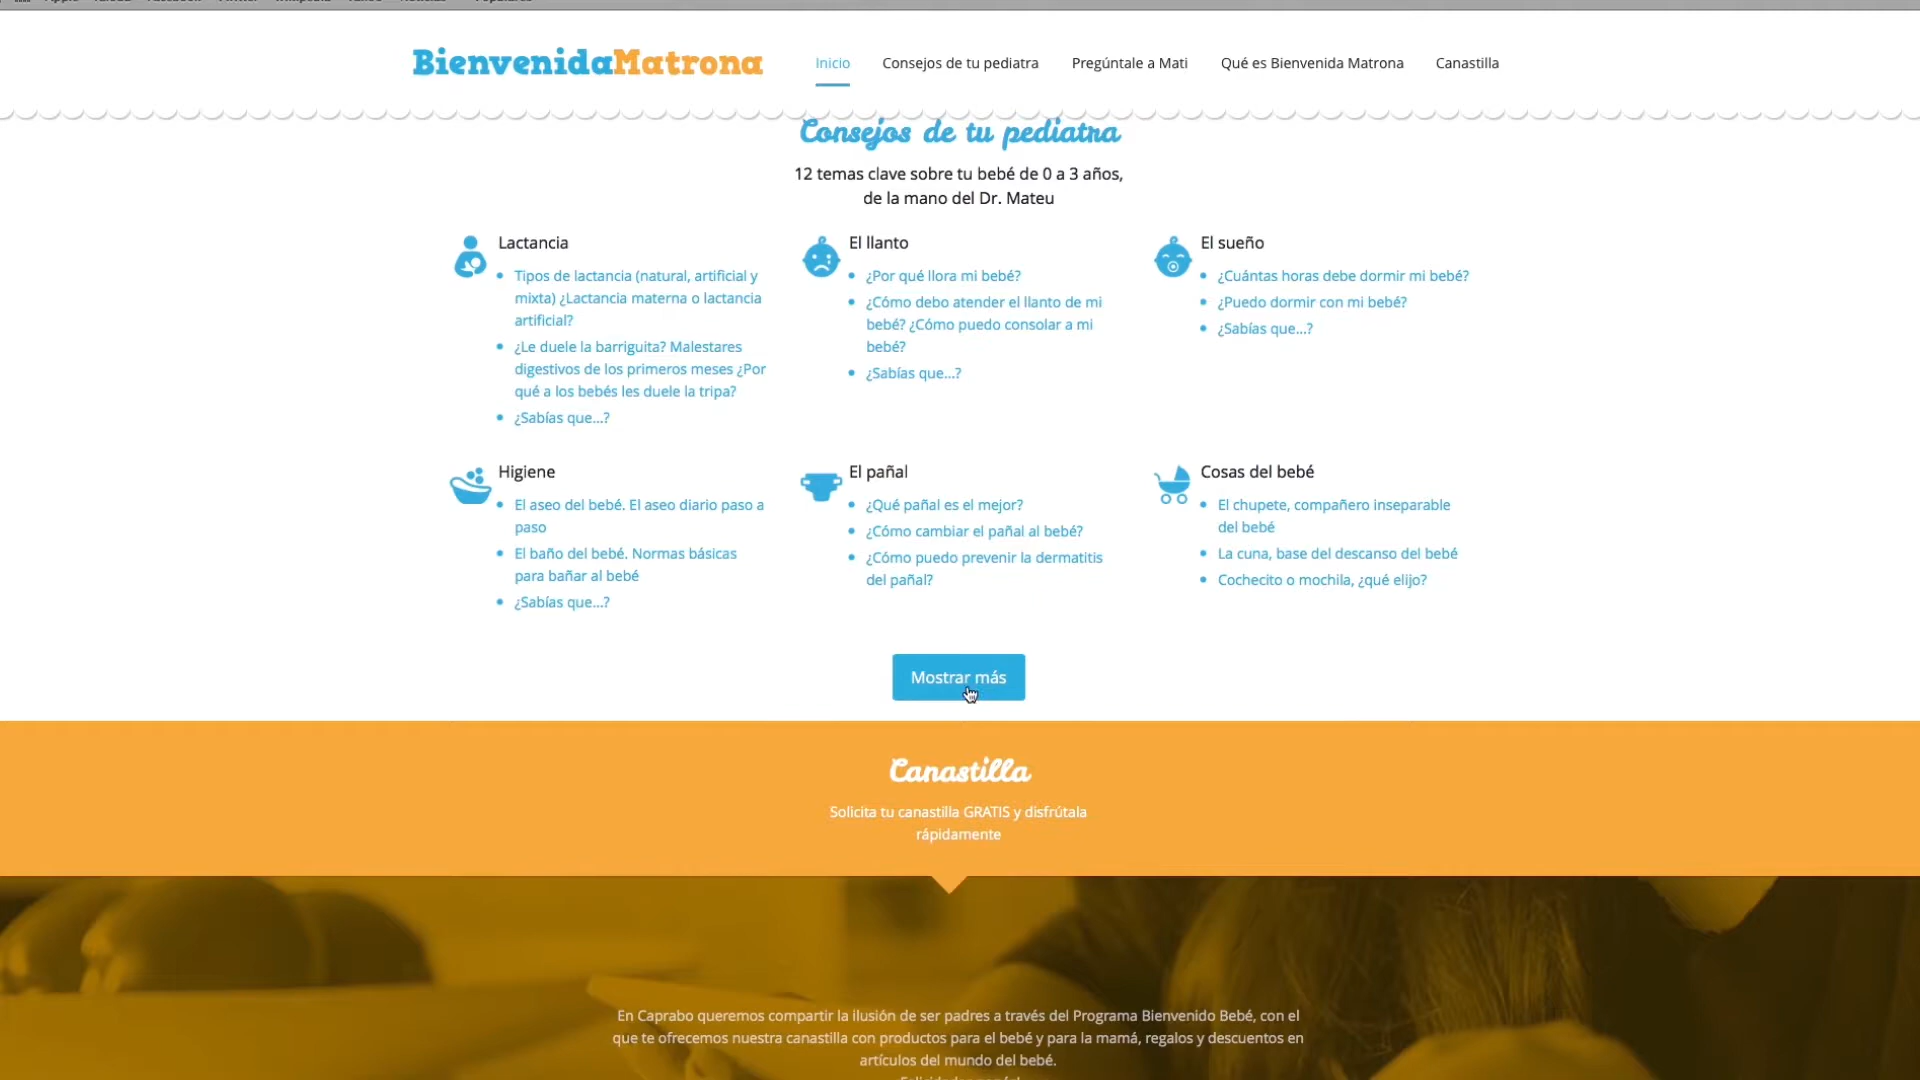 BienvenidaMatrona
Inicio
Consejos de tu pediatra
Pregúntale a Mati
Qué es Bienvenida Matrona
Canastilla
Consejos de tu pediatra
12 temas clave sobre tu bebé de 0 a 3 años,
de la mano del Dr. Mateu
Lactancia
Tipos de lactancia (natural, artificial y
mixta) ¿Lactancia materna o lactancia
artificial?
¿Le duele la barriguita? Malestares
digestivos de los primeros meses ¿Por
qué a los bebés les duele la tripa?
¿Sabías que...?
El llanto
¿Por qué llora mi bebé?
¿Cómo debo atender el llanto de mi
bebé? ¿Cómo puedo consolar a mi
bebé?
¿Sabías que...?
El sueño
¿Cuántas horas debe dormir mi bebé?
¿Puedo dormir con mi bebé?
¿Sabías que...?
Higiene
El aseo del bebé. El aseo diario paso a
paso
El baño del bebé. Normas básicas
para bañar al bebé
¿Sabías que...?
El pañal
¿Qué pañal es el mejor?
¿Cómo cambiar el pañal al bebé?
¿Cómo puedo prevenir la dermatitis
del pañal?
Cosas del bebé
El chupete, compañero inseparable
del bebé
La cuna, base del descanso del bebé
Cochecito o mochila, ¿qué elijo?
Mostrar más
Canastilla
Solicita tu canastilla GRATIS y disfrútala
rápidamente
En Caprabo queremos compartir la ilusión de ser padres a través del Programa Bienvenido Bebé, con el
que te ofrecemos nuestra canastilla con productos para el bebé y para la mamá, regalos y descuentos en
artículos del mundo del bebé.